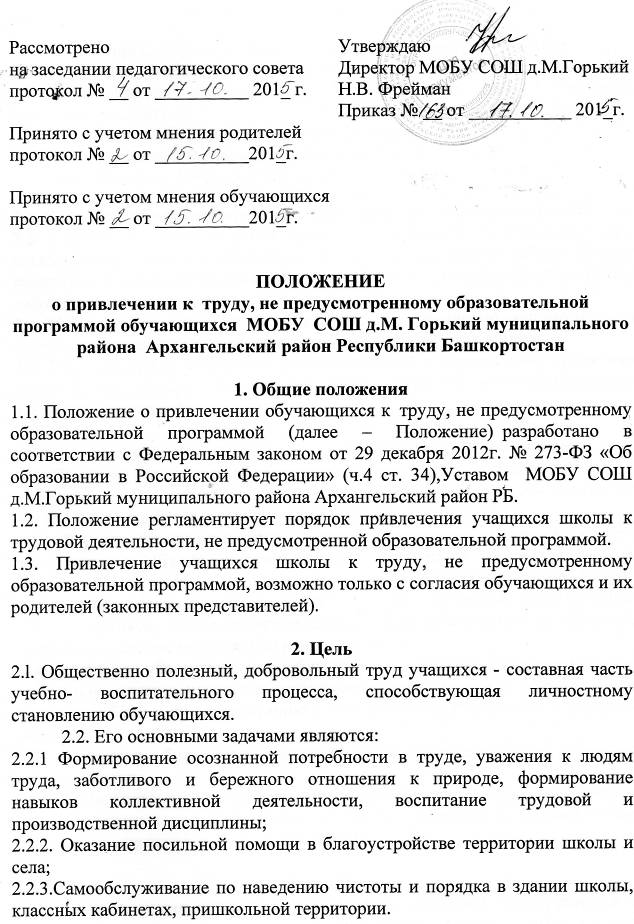 Рассмотрено
на заседании педагогического совета
протокол № 4 от 17.10. 2015 г.
Принято с учетом мнения родителей
протокол № 2 от 15.10. 2015г.
Принято с учетом мнения обучающихся
протокол № 2 от 15.10. 2015г.
Утверждаю
Директор МОБУ СОШ д.М.Горький
Н.В. Фрейман
Приказ №163от 17.10. 2015г.
ПОЛОЖЕНИЕ
о привлечении к труду, не предусмотренному образовательной
программой обучающихся МОБУ СОШ д.М. Горький муниципального
района Архангельский район Республики Башкортостан
1. Общие положения
1.1. Положение о привлечении обучающихся к труду, не предусмотренному
образовательной программой (далее – Положение) разработано в
соответствии с Федеральным законом от 29 декабря 2012г. № 273-ФЗ «Об
образовании в Российской Федерации» (ч.4 ст. 34),Уставом МОБУ СОШ
д.М.Горький муниципального района Архангельский район РБ.
1.2. Положение регламентирует порядок привлечения учащихся школы к
трудовой деятельности, не предусмотренной образовательной программой.
1.3. Привлечение учащихся школы к труду, не предусмотренному
образовательной программой, возможно только с согласия обучающихся и их
родителей (законных представителей).
2. Цель
2.l. Общественно полезный, добровольный труд учащихся - составная часть
учебно- воспитательного процесса, способствующая личностному
становлению обучающихся.
2.2. Его основными задачами являются:
2.2.1 Формирование осознанной потребности в труде, уважения к людям
труда, заботливого и бережного отношения к природе, формирование
навыков коллективной деятельности, воспитание трудовой и
производственной дисциплины;
2.2.2. Оказание посильной помощи в благоустройстве территории школы и
села;
2.2.3.Самообслуживание по наведению чистоты и порядка в здании школы,
классных кабинетах, пришкольной территории.